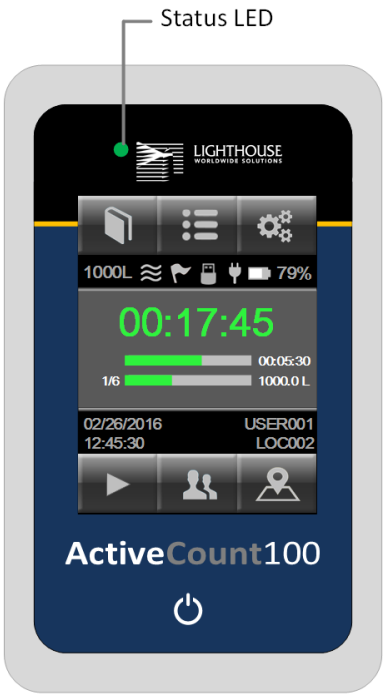 Status LED
LIGHTHOUSE
WORLDWIDE SOLUTIONS
1000L 79%
00:17:45
00:05:30
1/6 1000.0 L
02/26/2016 USER001
12:45:30 LOC002
ActiveCount100